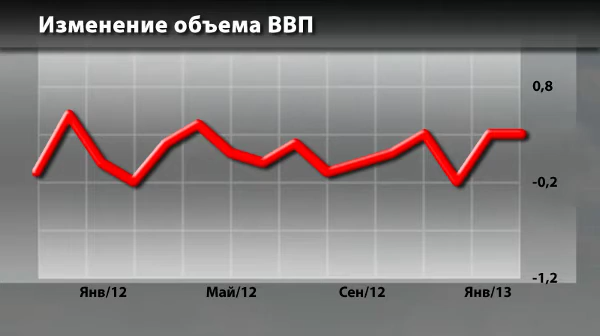 Изменение объема ВВП
0,8
-0,2
-1,2
Янв/12
Май/12
Сен/12
Янв/13